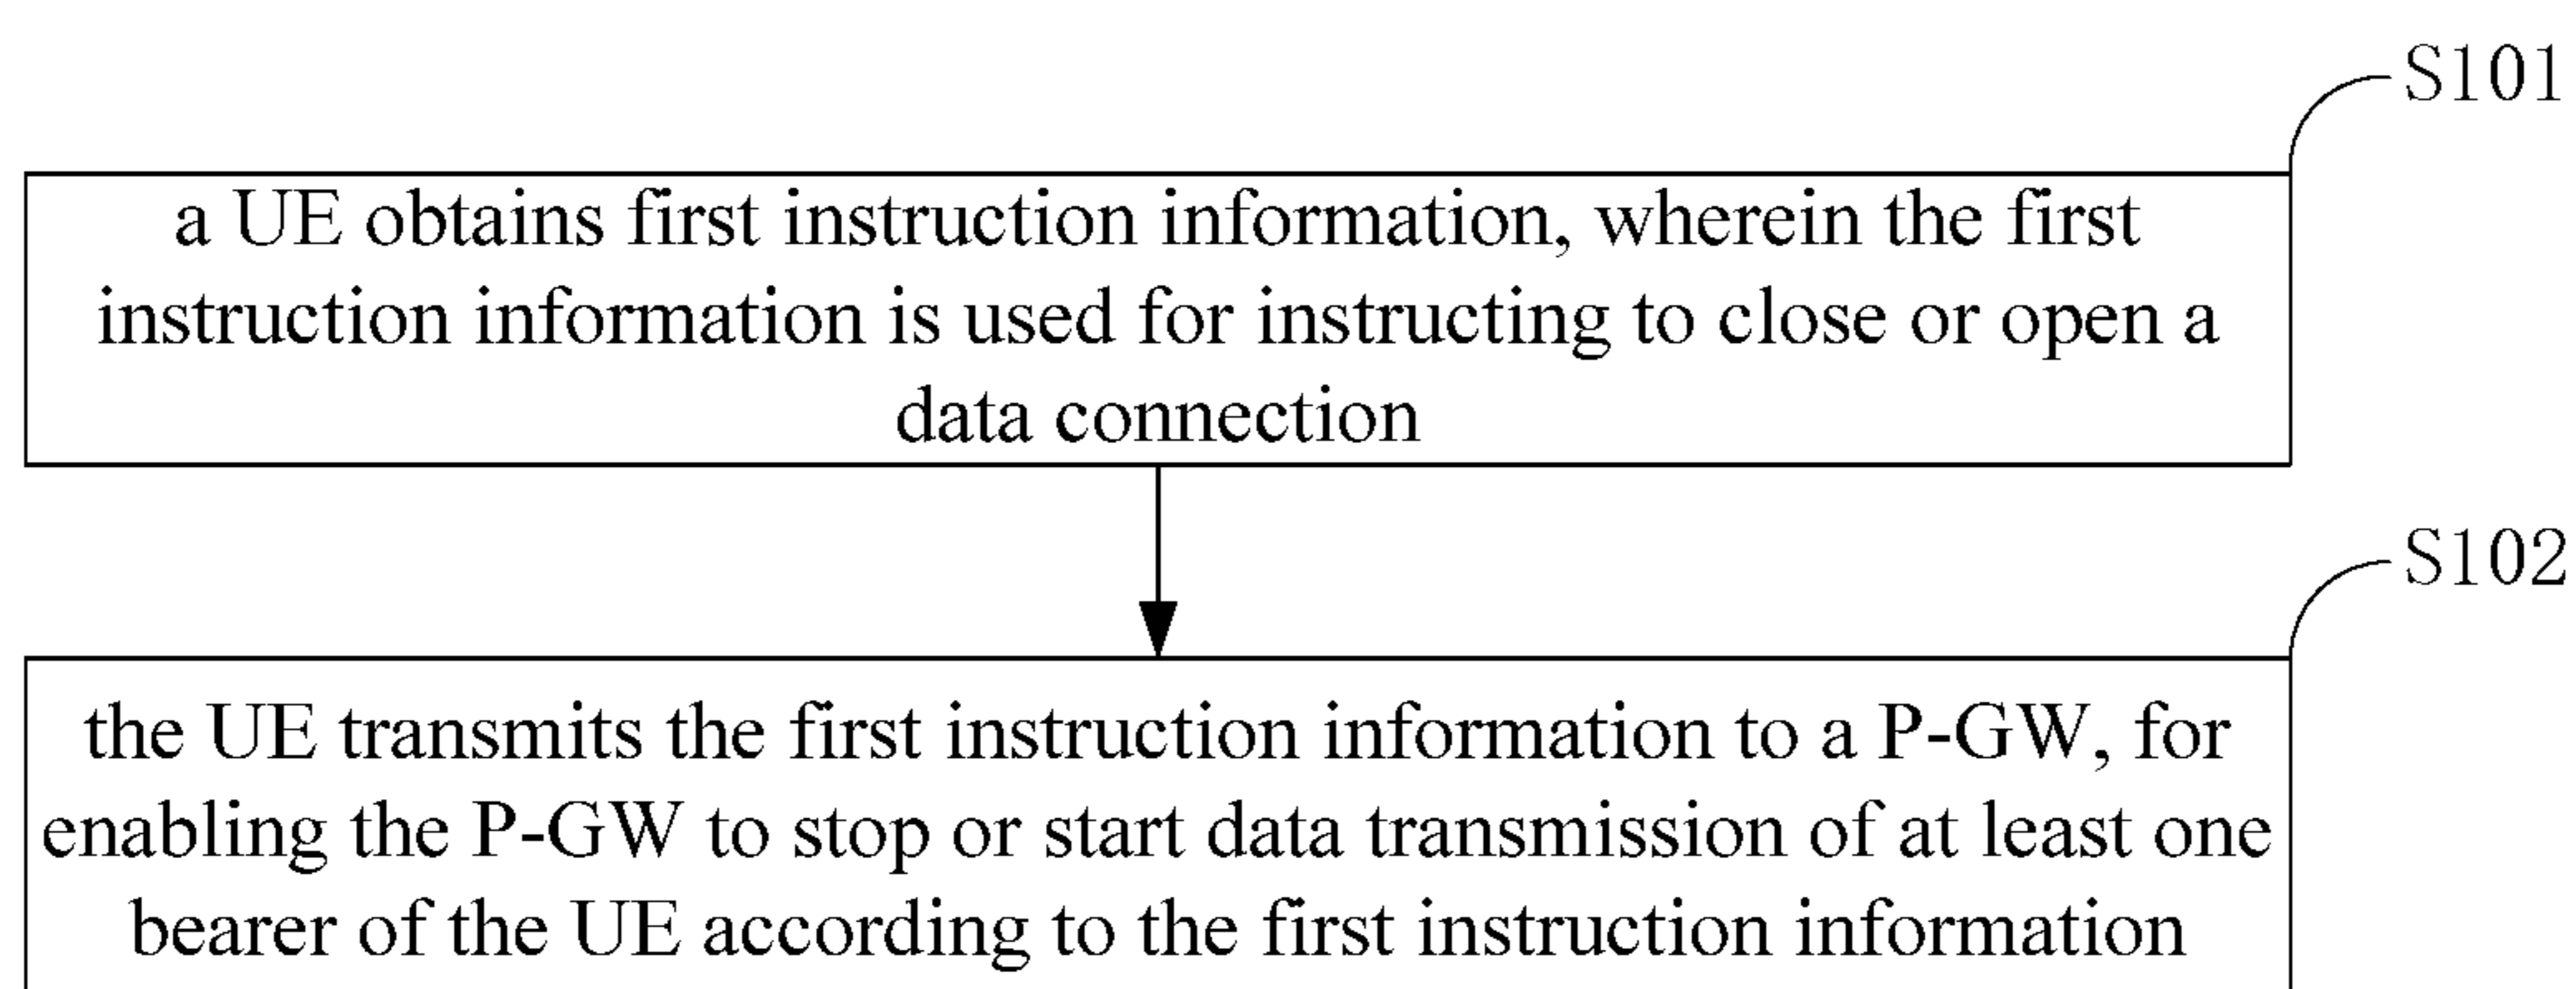 S101
a UE obtains first instruction information, wherein the first
instruction information is used for instructing to close or open a
data connection
S102
the UE transmits the first instruction information to a P-GW, for
enabling the P-GW to stop or start data transmission of at least one
bearer of the UE according to the first instruction information